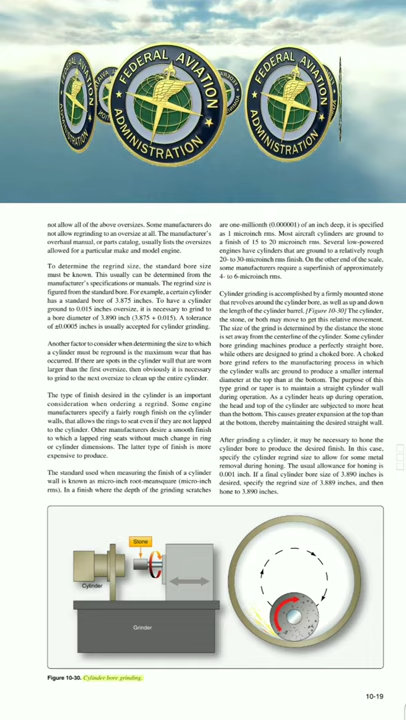 FEDERAL AVIATION
ADMINISTRATION
FEDERAL AVIATION
ADMINISTRATION
FEDERAL AVIATION
ADMINISTRATION
not allow all of the above oversizes. Some manufacturers do
not allow regrinding to an oversize at all. The manufacturer's
overhaul manual, or parts catalog, usually lists the oversizes
allowed for a particular make and model engine.
To determine the regrind size, the standard bore size
must be known. This can usually be determined from the
manufacturer's specifications or manuals. The regrind size is
figured from the standard bore. For example, a certain cylinder
has a standard bore of 3.875 inches. To have a cylinder
ground to 0.015 inches oversize, it is necessary to grind to
a bore diameter of 3.890 inch (3.875 + 0.015). A tolerance
of ±0.0005 inches is usually accepted for cylinder grinding.
Another factor to consider when determining the size to which
a cylinder must be reground is the maximum wear that has
occurred. If there are spots in the cylinder wall that are worn
larger than the first oversize, then obviously it is necessary
to grind to the next oversize to clean up the entire cylinder.
The type of finish desired in the cylinder is an important
consideration when ordering a regrind. Some engine
manufacturers specify a fairly rough finish on the cylinder
walls, that allows the rings to seat even if they are not lapped
to the cylinder. Other manufacturers desire a smooth finish
to which a lapped ring seats without much change in ring
or cylinder dimensions. The latter type of finish is more
expensive to produce.
The standard used when measuring the finish of a cylinder
wall is known as micro-inch root-meansquare (micro-inch
rms). In a finish where the depth of the grinding scratches
are one-millionth (0.000001) of an inch deep, it is specified
as 1 microinch rms. Most aircraft cylinders are ground to
a finish of 15 to 20 microinch rms. Several low-powered
engines have cylinders that are ground to a relatively rough
20- to 30-microinch rms finish. On the other end of the scale,
some manufacturers require a superfinish of approximately
4- to 6-microinch rms.
Cylinder grinding is accomplished by a firmly mounted stone
that revolves around the cylinder bore, as well as up and down
the length of the cylinder barrel. [Figure 10-30] The cylinder,
the stone, or both may move to get this relative movement.
The size of the grind is determined by the distance the stone
is set away from the centerline of the cylinder. Some cylinder
bore grinding machines produce a perfectly straight bore,
while others are designed to grind a choked bore. A choked
bore grind refers to the manufacturing process in which
the cylinder walls are ground to produce a smaller internal
diameter at the top than at the bottom. The purpose of this
type grind or taper is to maintain a straight cylinder wall
during operation. As a cylinder heats up during operation,
the head and top of the cylinder are subjected to more heat
than the bottom. This causes greater expansion at the top than
at the bottom, thereby maintaining the desired straight wall.
After grinding a cylinder, it may be necessary to hone the
cylinder bore to produce the desired finish. In this case,
specify the cylinder regrind size to allow for some metal
removal during honing. The usual allowance for honing is
0.001 inch. If a final cylinder bore size of 3.890 inches is
desired, specify the regrind size of 3.889 inches, and then
hone to 3.890 inches.
Stone
Cylinder
Grinder
Figure 10-30. Cylinder bore grinding.
10-19